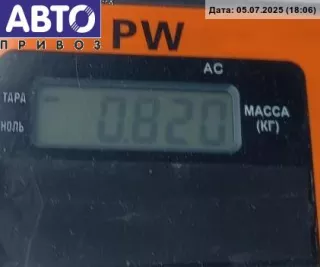 АВТО
ПРИВОЗ
Дата: 05.07.2025 (18:06)
PW
AC
ТАРА
НОЛЬ
- 0.820
МАССА
(КГ)